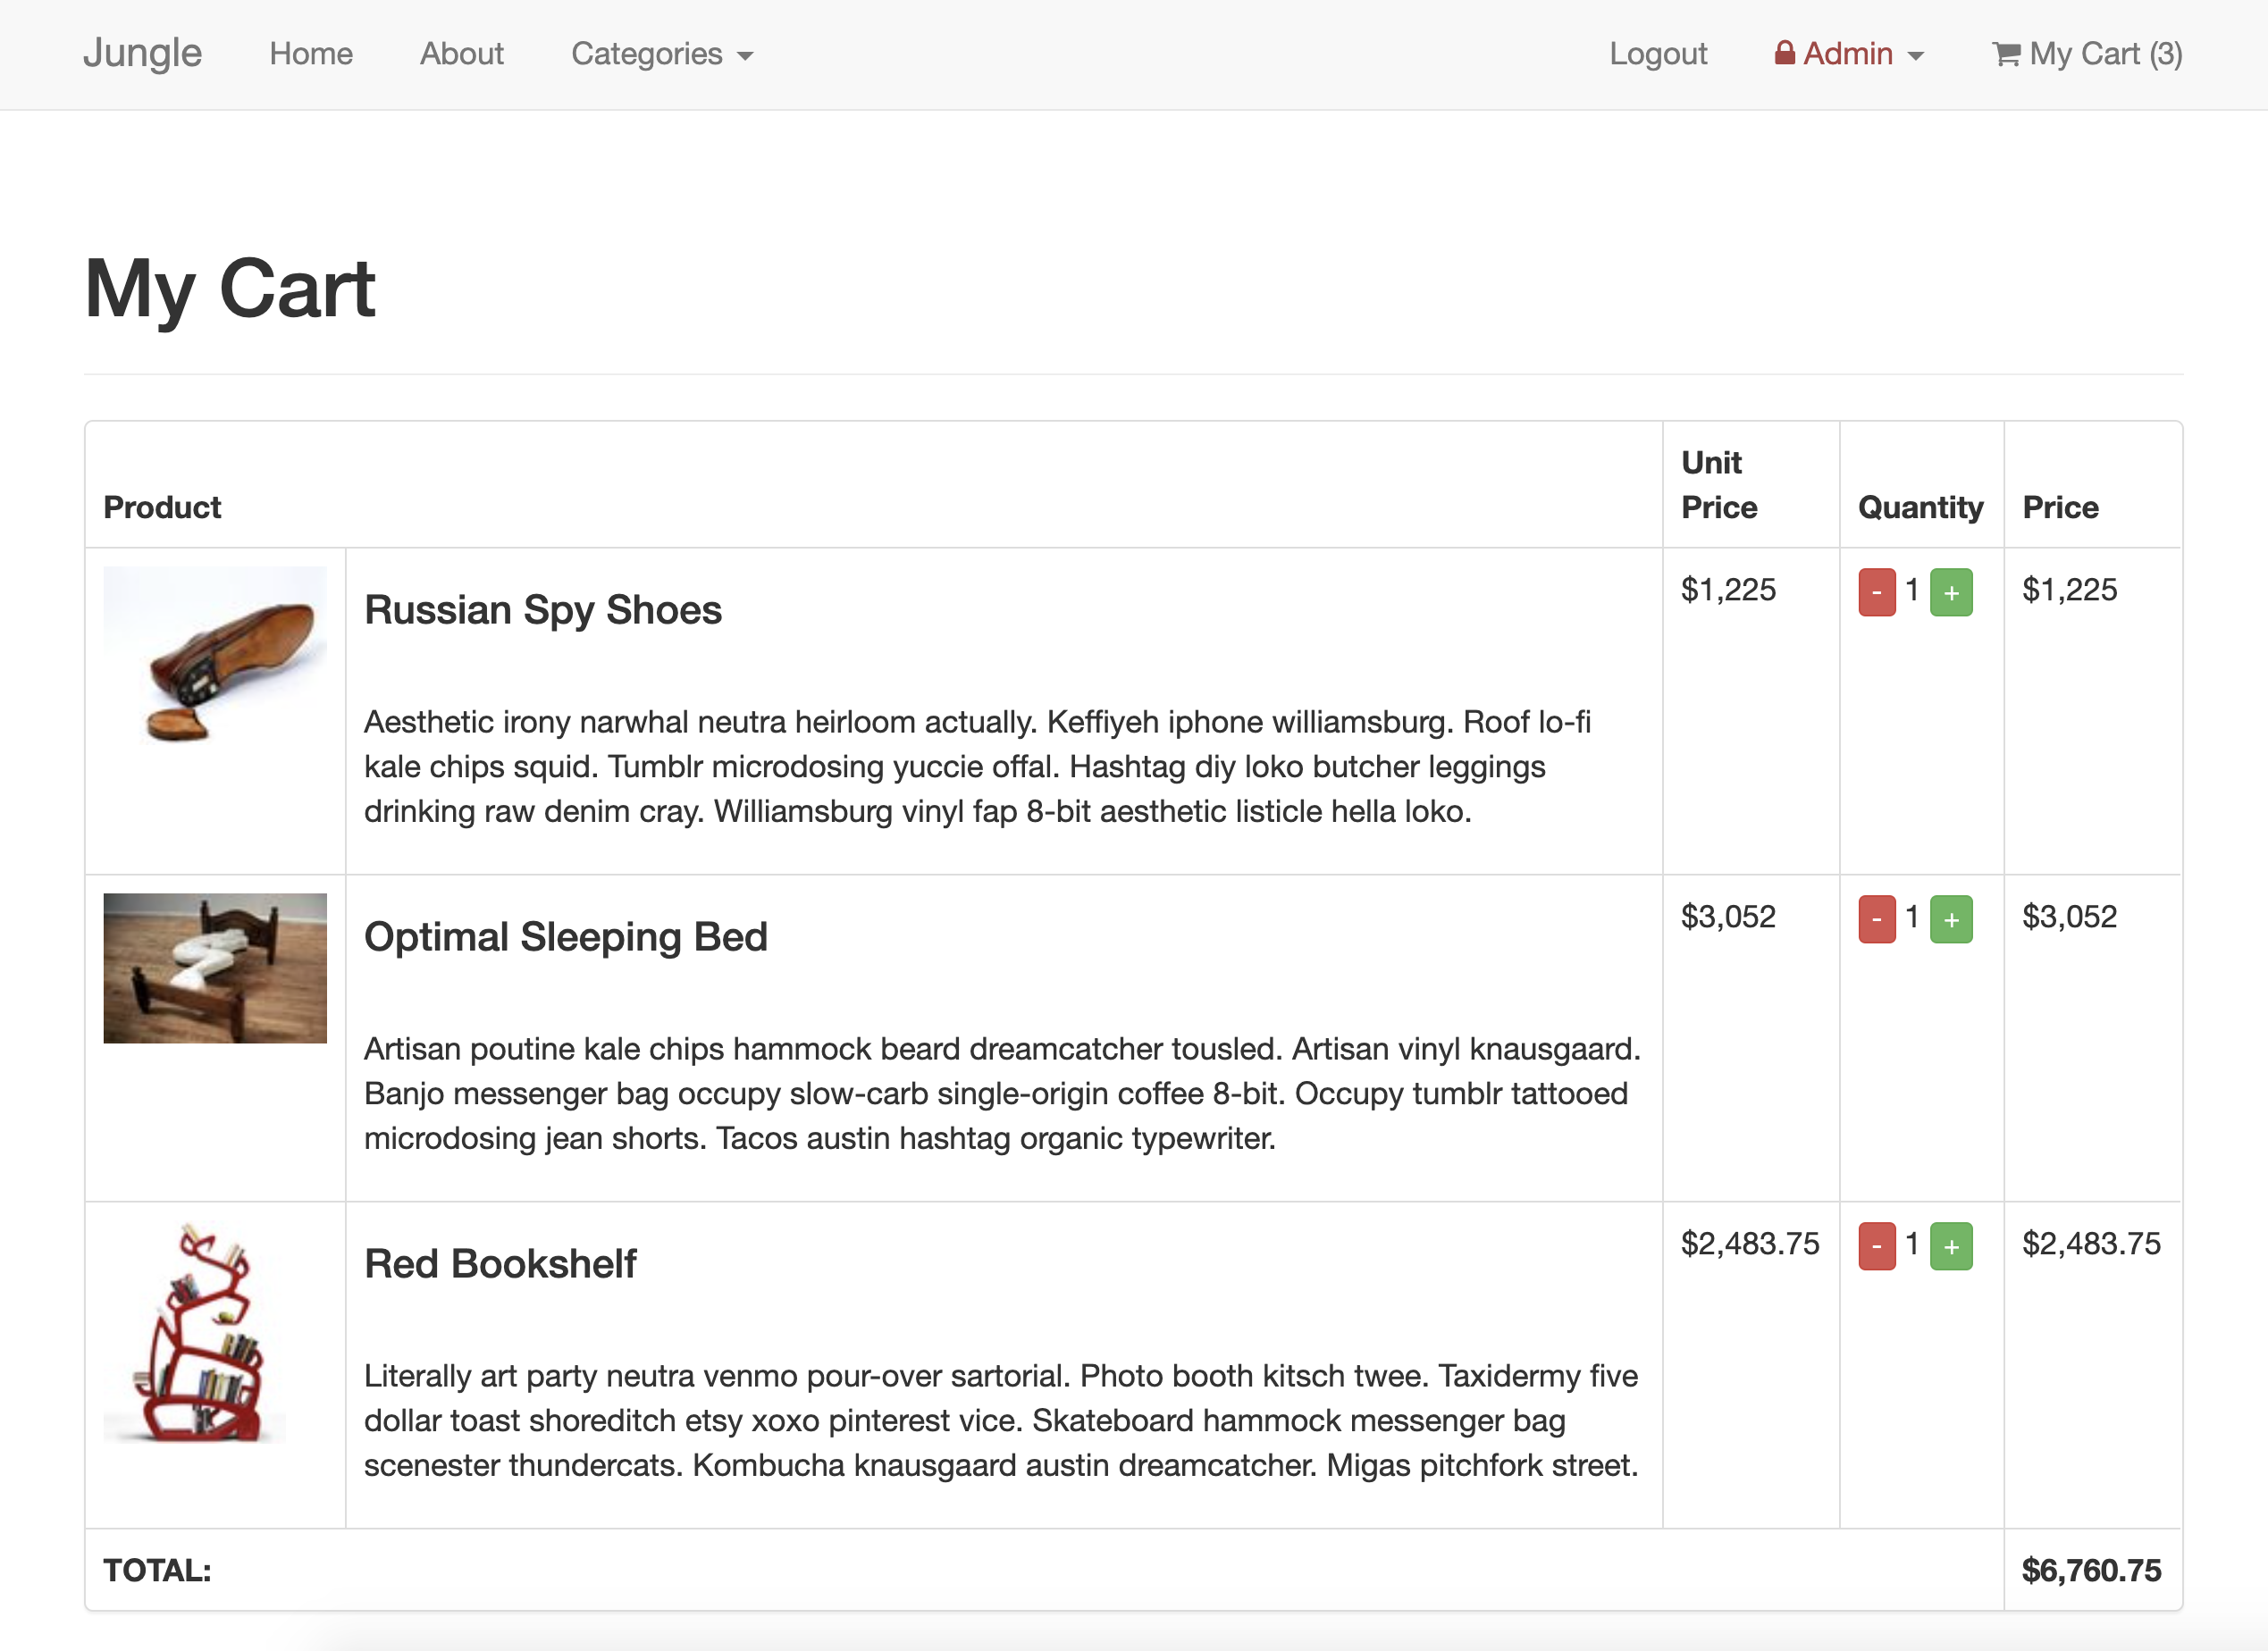 Jungle Home About Categories Logout Admin My Cart (3)
My Cart
Product Unit Price Quantity Price
Russian Spy Shoes $1,225 - 1 + $1,225
Aesthetic irony narwhal neutra heirloom actually. Keffiyeh iphone williamsburg. Roof lo-fi
kale chips squid. Tumblr microdosing yuccie offal. Hashtag diy loko butcher leggings
drinking raw denim cray. Williamsburg vinyl fap 8-bit aesthetic listicle hella loko.
Optimal Sleeping Bed $3,052 - 1 + $3,052
Artisan poutine kale chips hammock beard dreamcatcher tousled. Artisan vinyl knausgaard.
Banjo messenger bag occupy slow-carb single-origin coffee 8-bit. Occupy tumblr tattooed
microdosing jean shorts. Tacos austin hashtag organic typewriter.
Red Bookshelf $2,483.75 - 1 + $2,483.75
Literally art party neutra venmo pour-over sartorial. Photo booth kitsch twee. Taxidermy five
dollar toast shoreditch etsy xoxo pinterest vice. Skateboard hammock messenger bag
scenester thundercats. Kombucha knausgaard austin dreamcatcher. Migas pitchfork street.
TOTAL: $6,760.75